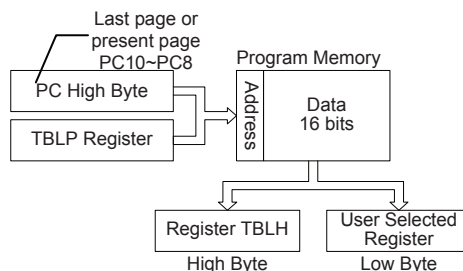 Last page or
present page
PC10~PC8
Program Memory
PC High Byte
TBLP Register
Address
Data
16 bits
Register TBLH
High Byte
User Selected
Register
Low Byte